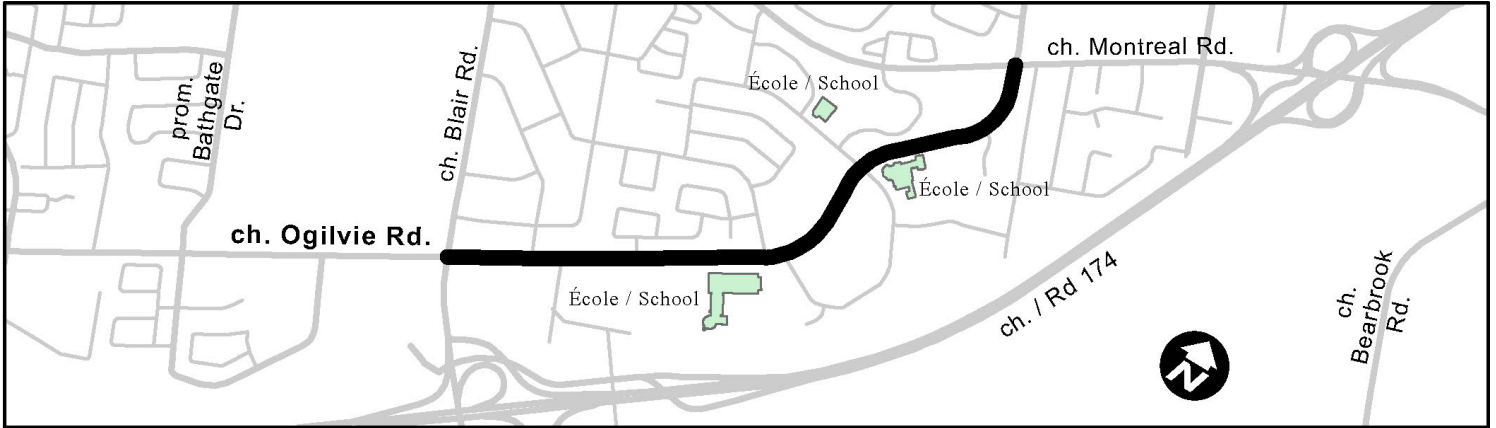 ch. Montreal Rd.
École / School
prom.
Bathgate
Dr.
ch. Blair Rd.
École / School
ch. Ogilvie Rd.
École / School
ch. / Rd 174
ch.
Bearbrook
Rd.
N